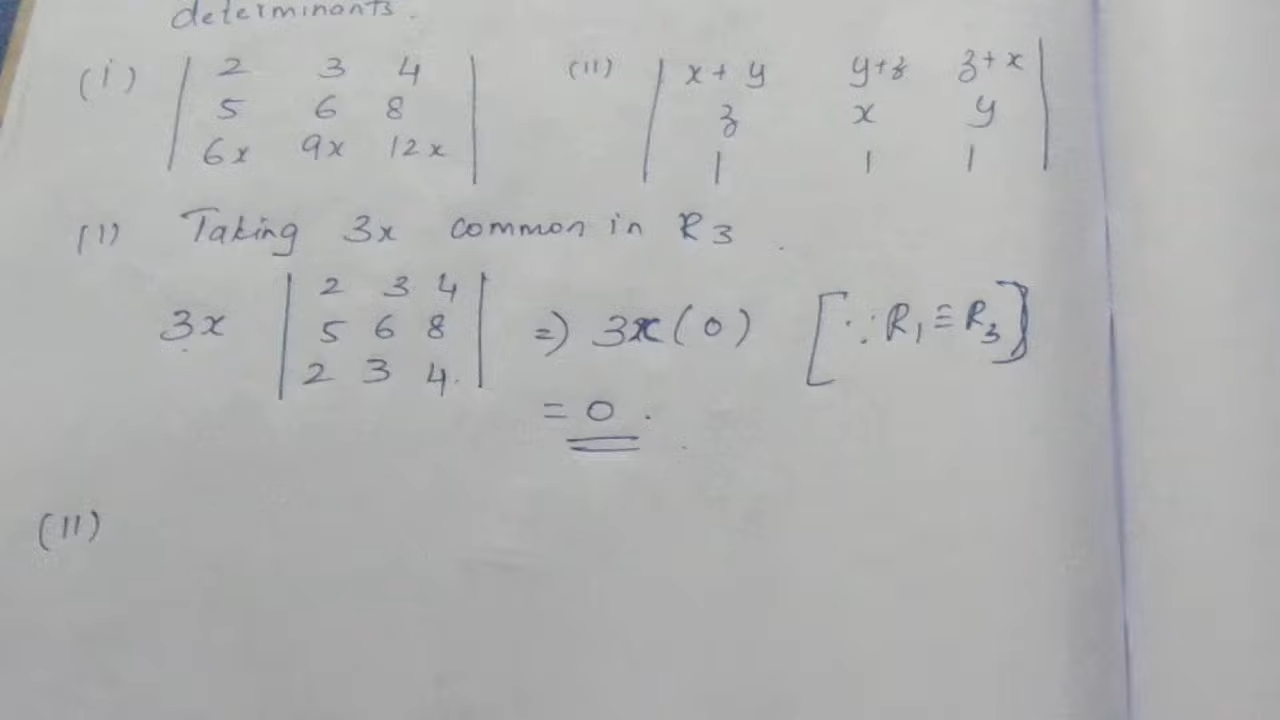 determinants.
(i) | 2 3 4 | (ii) | x + y y+z z+x |
| 5 6 8 | | z x y |
| 6x 9x 12x | | 1 1 1 |
(I) Taking 3x common in R3.
3x | 2 3 4 | => 3x(0) [∵ R₁ ≡ R₃]
| 5 6 8 |
| 2 3 4. |
= 0.
(II)